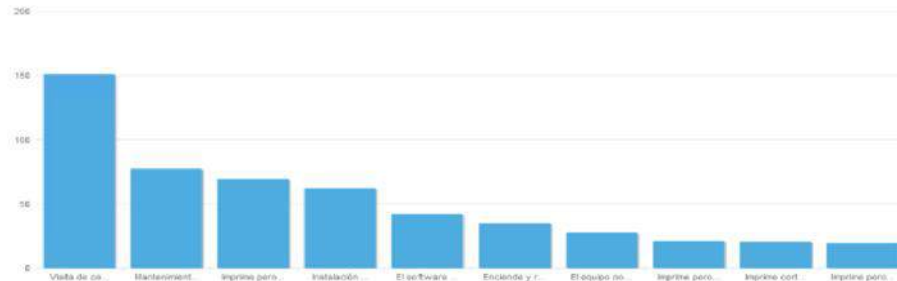 200
150
100
50
0
Visita de ca...
Mantenimient...
Imprime pero...
Instalación ...
El software ...
Enciende y r...
El equipo no...
Imprime pero...
Imprime cort...
Imprime pero...